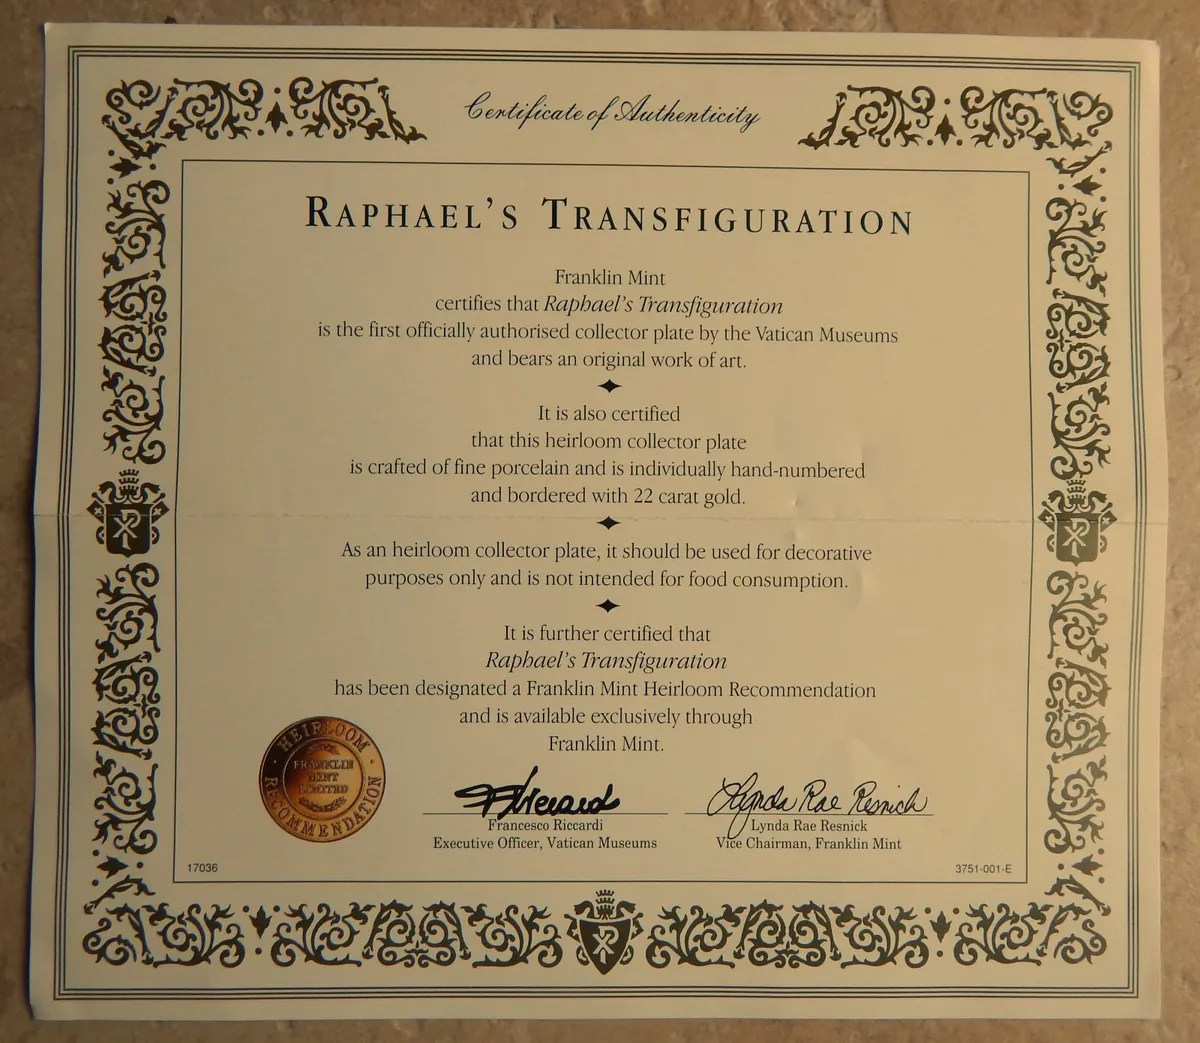 Certificate of Authenticity
RAPHAEL'S TRANSFIGURATION
Franklin Mint
certifies that Raphael's Transfiguration
is the first officially authorised collector plate by the Vatican Museums
and bears an original work of art.
It is also certified
that this heirloom collector plate
is crafted of fine porcelain and is individually hand-numbered
and bordered with 22 carat gold.
As an heirloom collector plate, it should be used for decorative
purposes only and is not intended for food consumption.
It is further certified that
Raphael's Transfiguration
has been designated a Franklin Mint Heirloom Recommendation
and is available exclusively through
Franklin Mint.
HEIRLOOM
FRANKLIN
MINT
LIMITED
RECOMMENDATION
Lynda Rae Resnick
Francesco Riccardi
Executive Officer, Vatican Museums
Lynda Rae Resnick
Vice Chairman, Franklin Mint
17036
3751-001-E